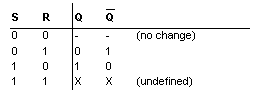 S R Q Q̅
0 0 - - (no change)
0 1 0 1
1 0 1 0
1 1 X X (undefined)